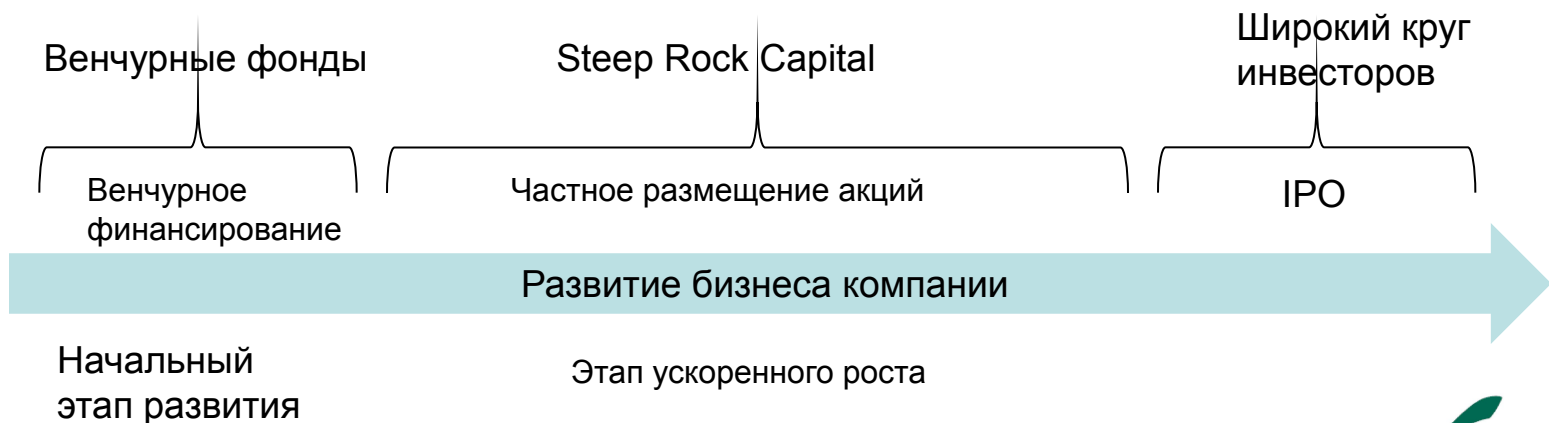 Венчурные фонды
Steep Rock Capital
Широкий круг
инвесторов
Венчурное
финансирование
Частное размещение акций
IPO
Развитие бизнеса компании
Начальный
этап развития
Этап ускоренного роста